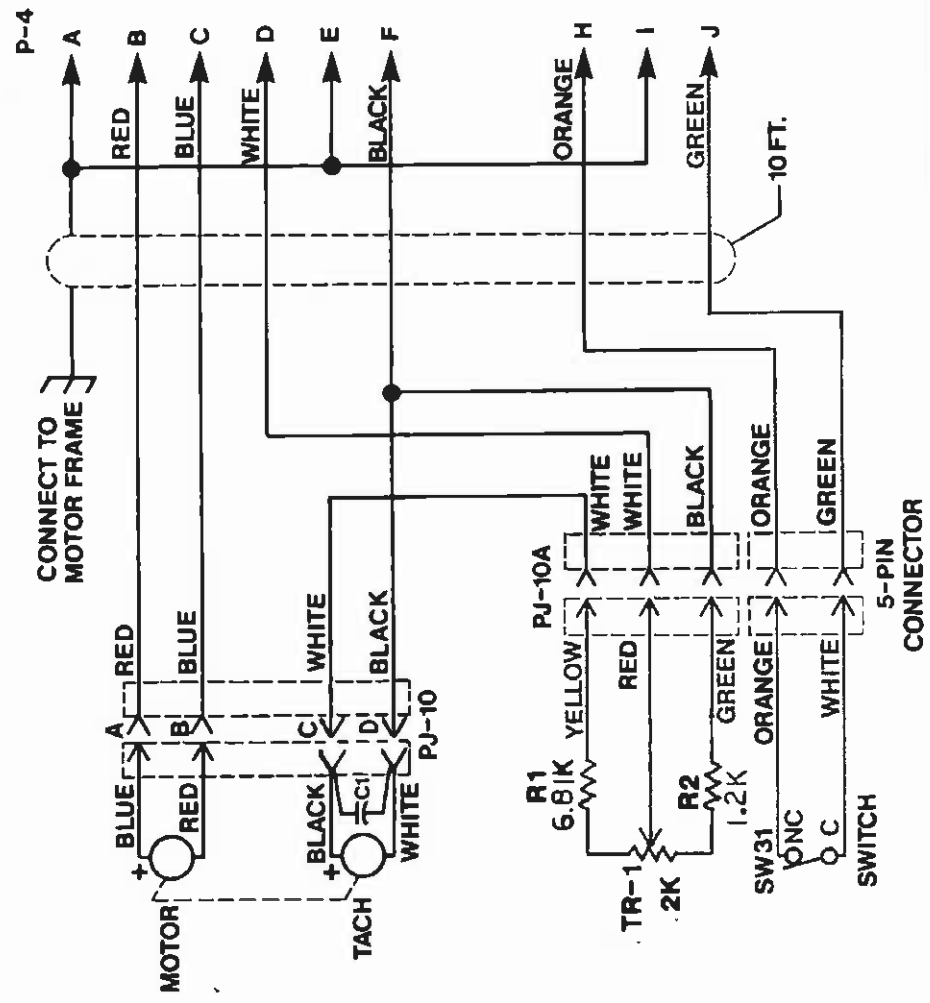 P-4
A
B
C
D
E
F
H
I
J
RED
BLUE
WHITE
BLACK
ORANGE
GREEN
10 FT.
CONNECT TO
MOTOR FRAME
RED
BLUE
WHITE
BLACK
WHITE
WHITE
BLACK
ORANGE
GREEN
A
B
C
D
PJ-10
PJ-10A
5-PIN
CONNECTOR
BLUE
RED
BLACK
WHITE
C1
YELLOW
RED
GREEN
ORANGE
WHITE
+
MOTOR
+
TACH
R1
6.81K
R2
1.2K
TR-1
2K
SW31
NC
C
SWITCH